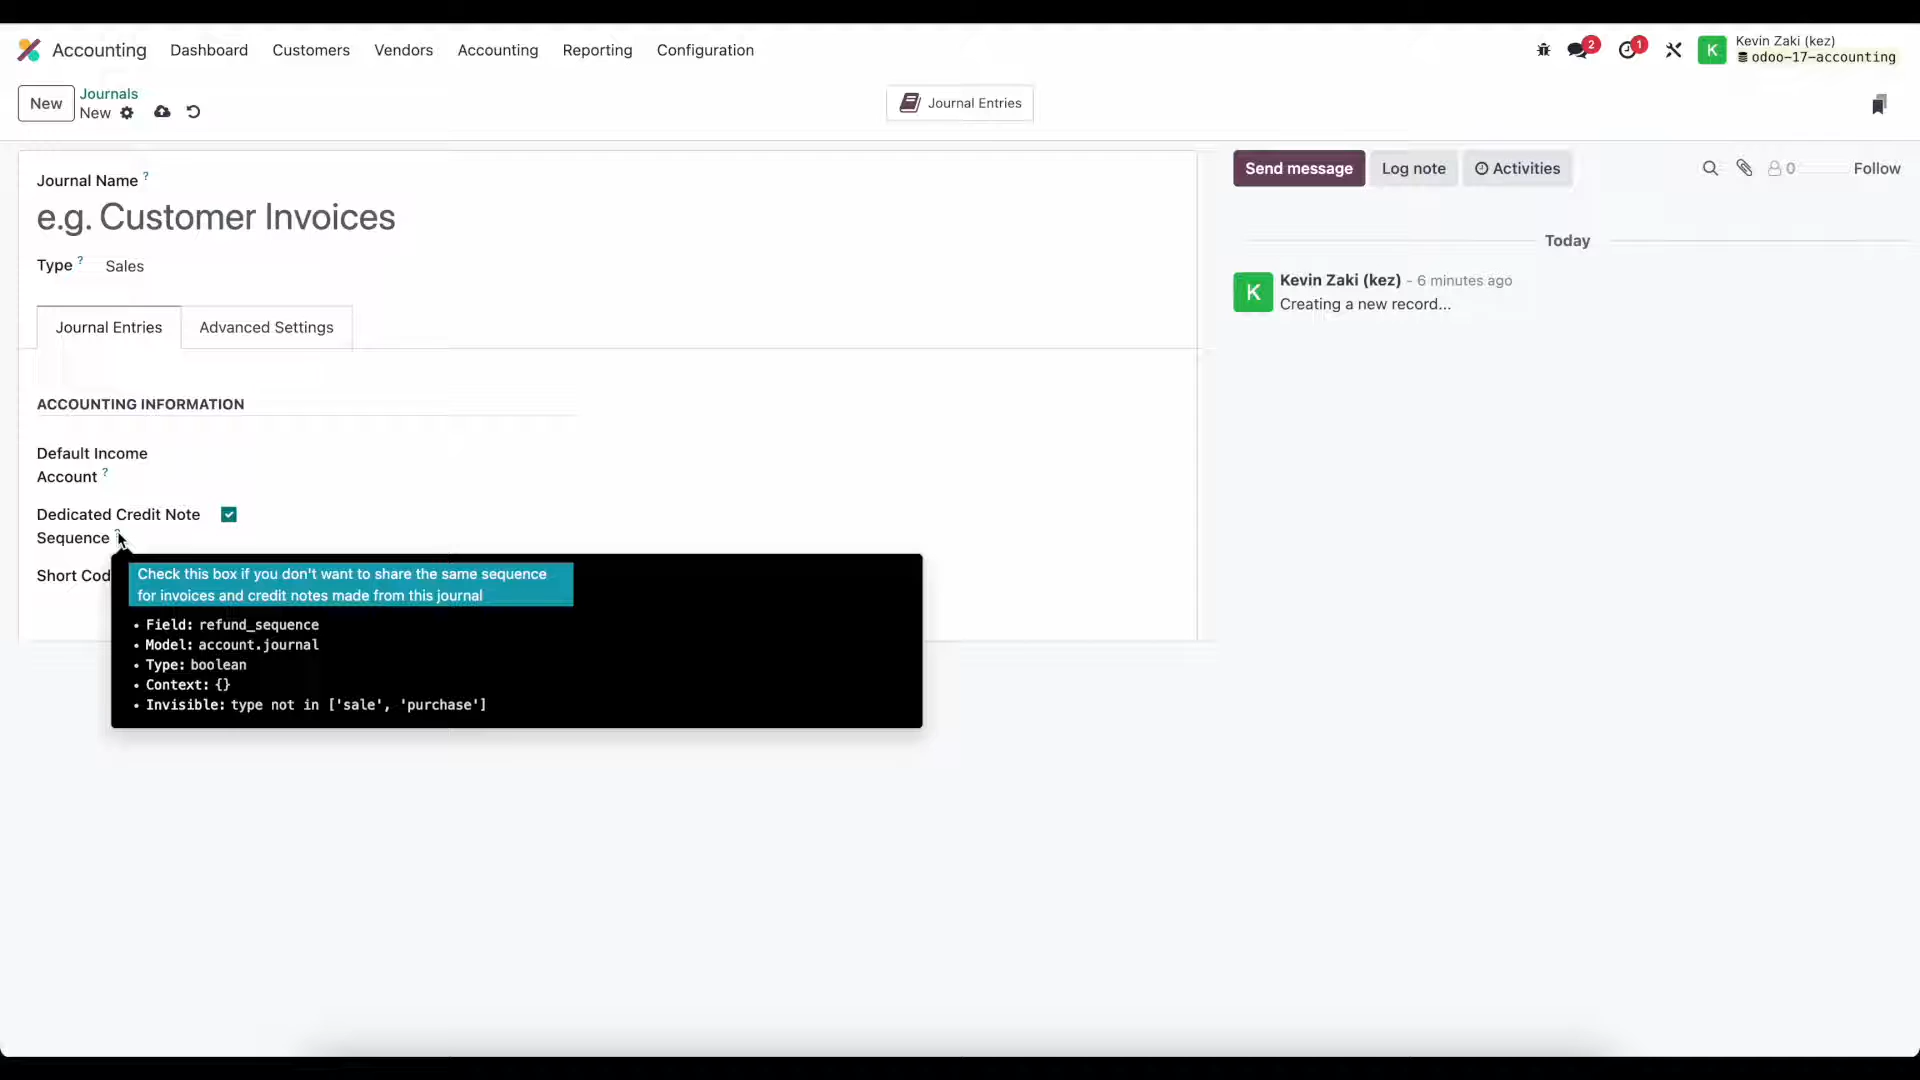 Accounting Dashboard Customers Vendors Accounting Reporting Configuration
2 1 K Kevin Zaki (kez)
odoo-17-accounting
New Journals
New
Journal Entries
Journal Name ?
e.g. Customer Invoices
Type ? Sales
Journal Entries Advanced Settings
ACCOUNTING INFORMATION
Default Income
Account ?
Dedicated Credit Note
Sequence ?
Short Cod
Check this box if you don't want to share the same sequence
for invoices and credit notes made from this journal
• Field: refund_sequence
• Model: account.journal
• Type: boolean
• Context: {}
• Invisible: type not in ['sale', 'purchase']
Send message Log note Activities 0 Follow
Today
K Kevin Zaki (kez) - 6 minutes ago
Creating a new record...